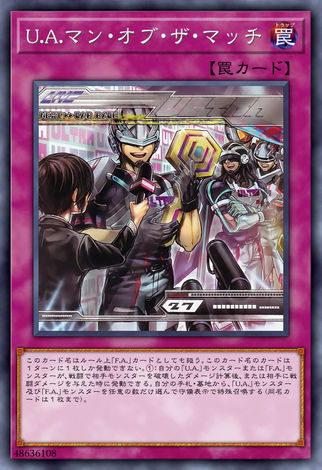 U.A.マン・オブ・ザ・マッチ
トラップ
罠
【罠カード】
27
このカード名はルール上「F.A.」カードとしても扱う。このカード名のカードは
1ターンに1枚しか発動できない。①:自分の「U.A.」モンスターまたは「F.A.」モ
ンスターが、戦闘で相手モンスターを破壊したダメージ計算後、または相手に戦
闘ダメージを与えた時に発動できる。自分の手札・墓地から、「U.A.」モンスター
及び「F.A.」モンスターを任意の数だけ選んで守備表示で特殊召喚する(同名カ
ードは1枚まで)。
48636108